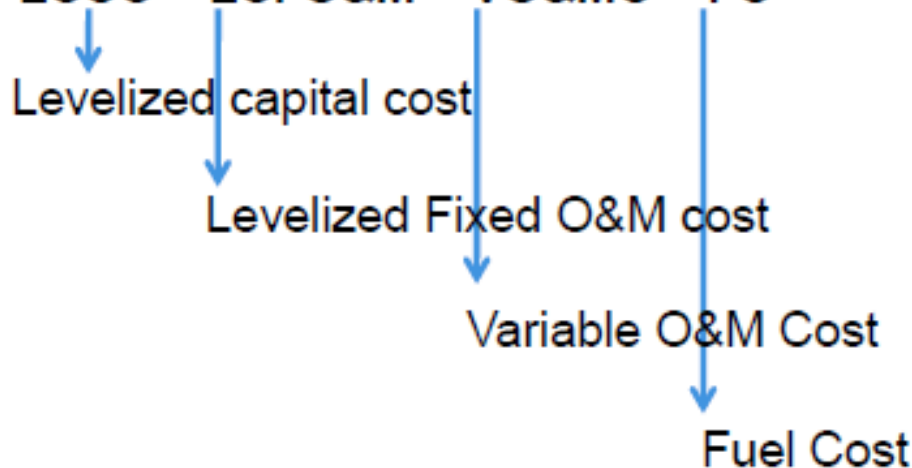 Levelized capital cost
Levelized Fixed O&M cost
Variable O&M Cost
Fuel Cost